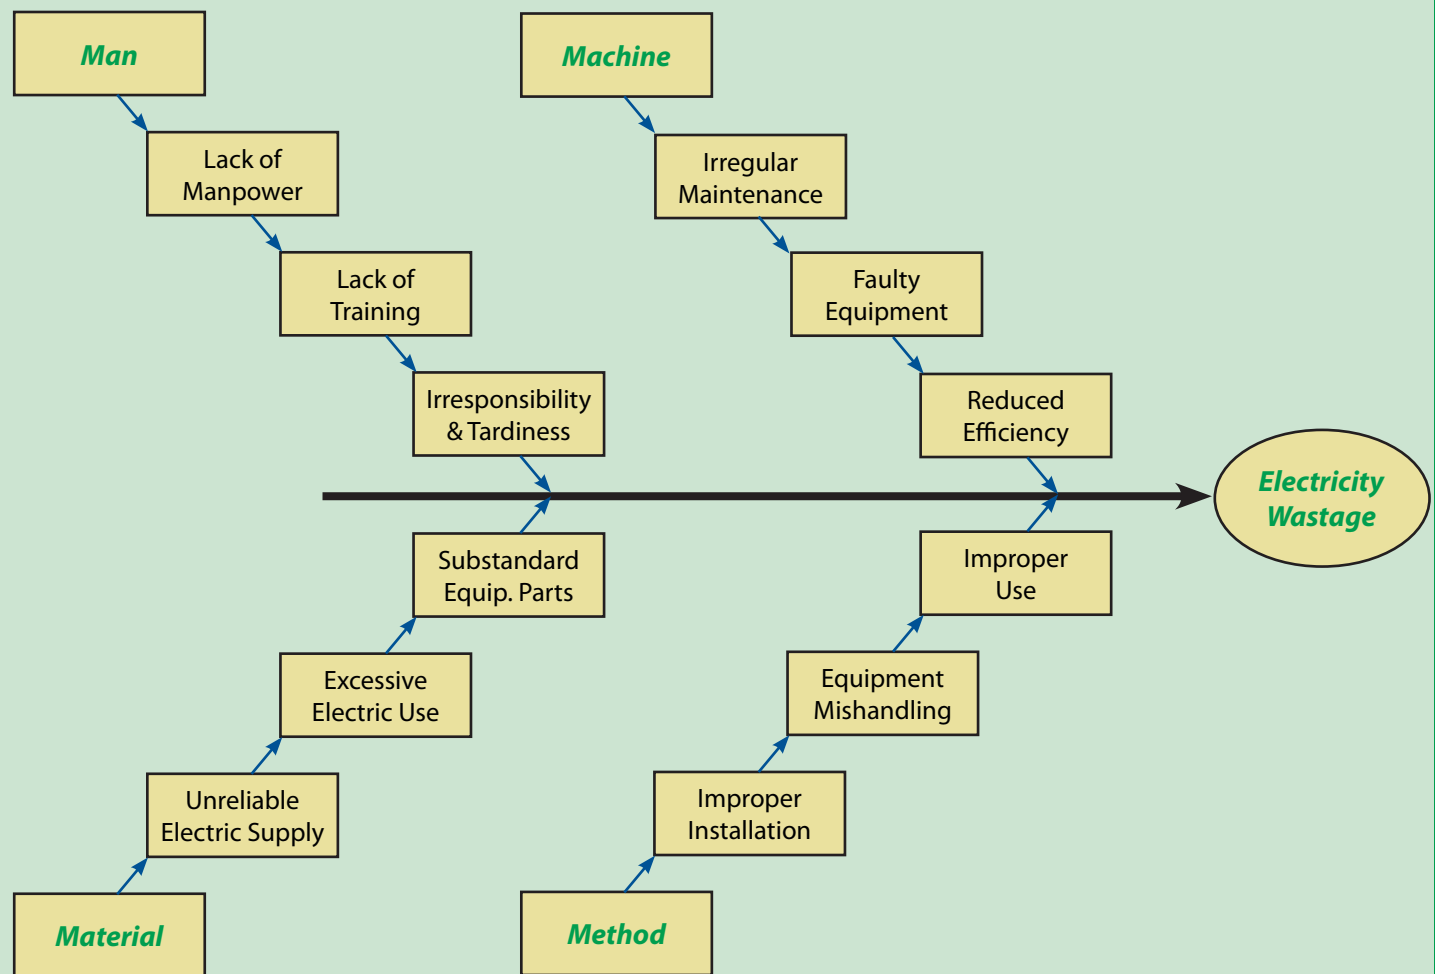 Man
Lack of
Manpower
Lack of
Training
Irresponsibility
& Tardiness
Machine
Irregular
Maintenance
Faulty
Equipment
Reduced
Efficiency
Electricity
Wastage
Substandard
Equip. Parts
Excessive
Electric Use
Unreliable
Electric Supply
Material
Improper
Use
Equipment
Mishandling
Improper
Installation
Method